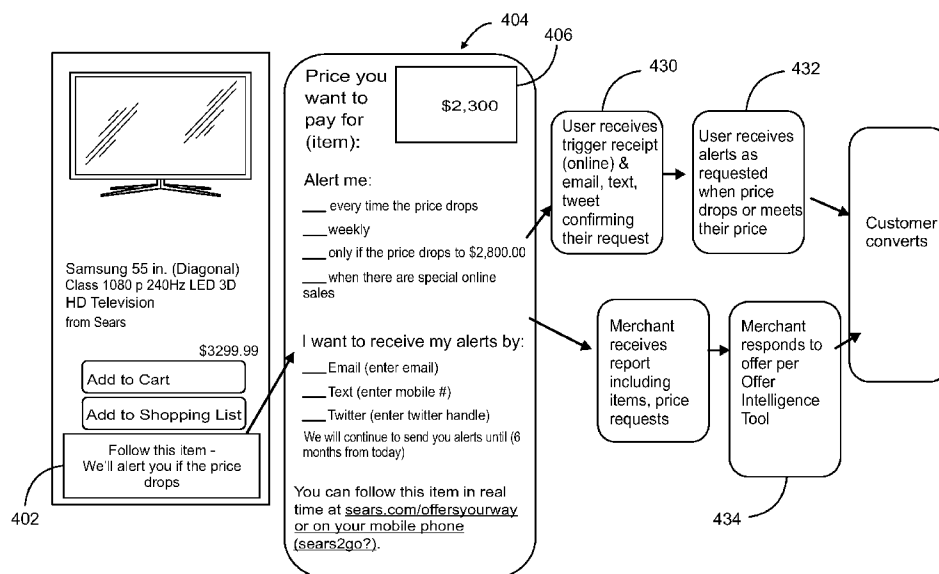 404
406
430
432
Price you
want to
pay for
(item):
$2,300
Alert me:
___ every time the price drops
___ weekly
___ only if the price drops to $2,800.00
___ when there are special online
sales
I want to receive my alerts by:
___ Email (enter email)
___ Text (enter mobile #)
___ Twitter (enter twitter handle)
We will continue to send you alerts until (6
months from today)
You can follow this item in real
time at sears.com/offersyourway
or on your mobile phone
(sears2go?).
Samsung 55 in. (Diagonal)
Class 1080 p 240Hz LED 3D
HD Television
from Sears
$3299.99
Add to Cart
Add to Shopping List
Follow this item -
We'll alert you if the price
drops
402
User receives
trigger receipt
(online) &
email, text,
tweet
confirming
their request
User receives
alerts as
requested
when price
drops or meets
their price
Customer
converts
Merchant
receives
report
including
items, price
requests
Merchant
responds to
offer per
Offer
Intelligence
Tool
434